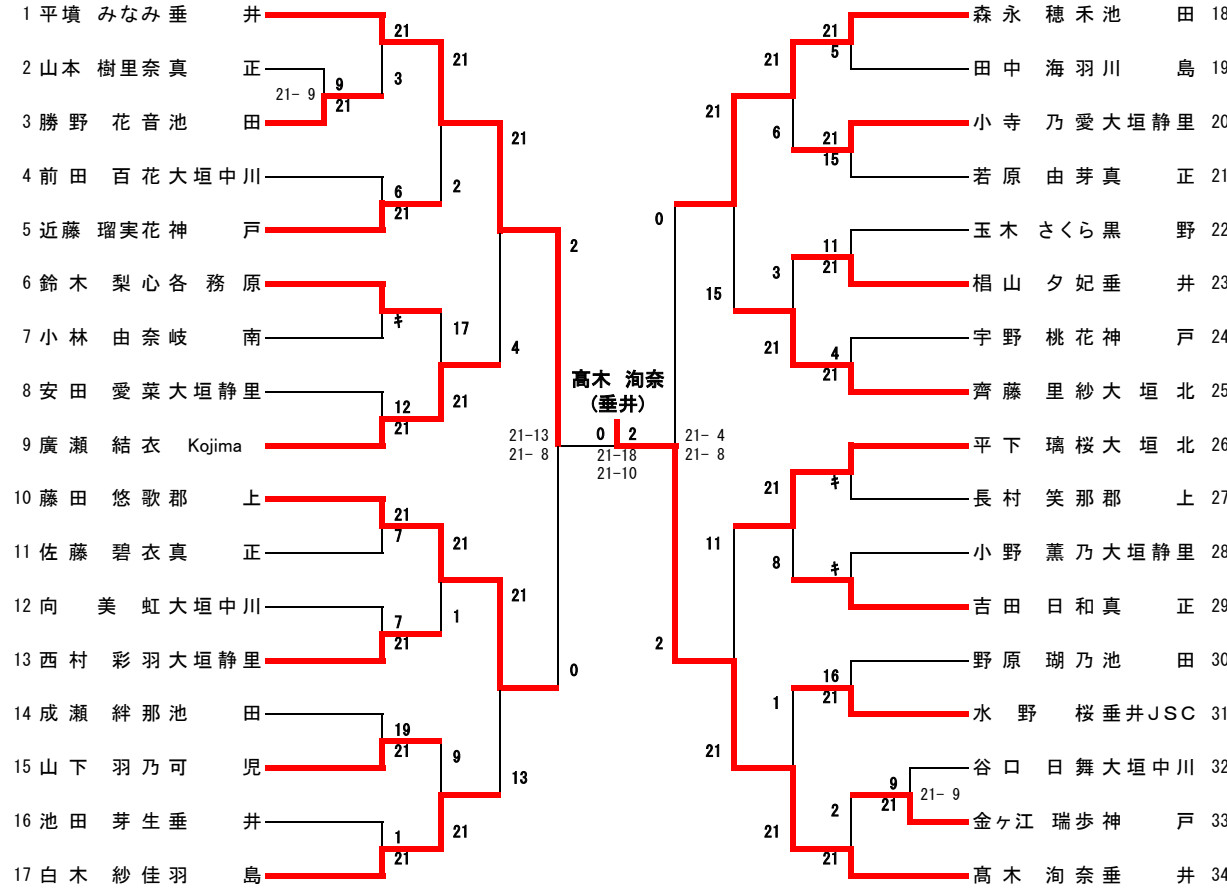 1 平墳 みなみ 垂井
21
2 山本 樹里奈 真正
3
9
21- 9
21
3 勝野 花音 池田
21
4 前田 百花 大垣中川
2
6
21
5 近藤 瑠実花 神戸
21
6 鈴木 梨心 各務原
キ
7 小林 由奈 岐南
17
4
8 安田 愛菜 大垣静里
21
12
21
9 廣瀬 結衣 Kojima
2
21-13
21- 8
10 藤田 悠歌 郡上
21
7
11 佐藤 碧衣 真正
21
12 向 美虹 大垣中川
1
7
21
13 西村 彩羽 大垣静里
21
0
14 成瀬 絆那 池田
19
21
15 山下 羽乃 可児
9
13
16 池田 芽生 垂井
21
1
21
17 白木 紗佳 羽島
髙木 洵奈
(垂井)
0 2
21-18
21-10
森永 穂禾 池田 18
21
5
田中 海羽 川島 19
21
小寺 乃愛 大垣静里 20
6
21
15
若原 由芽 真正 21
21
玉木 さくら 黒野 22
11
21
椙山 夕妃 垂井 23
3
15
宇野 桃花 神戸 24
21
4
21
齊藤 里紗 大垣北 25
0
21- 4
21- 8
平下 璃桜 大垣北 26
キ
長村 笑那 郡上 27
21
小野 薫乃 大垣静里 28
8
キ
吉田 日和 真正 29
11
2
野原 瑚乃 池田 30
16
21
水野 桜 垂井JSC 31
1
21
谷口 日舞 大垣中川 32
9
21- 9
21
金ヶ江 瑞歩 神戸 33
2
21
21
髙木 洵奈 垂井 34